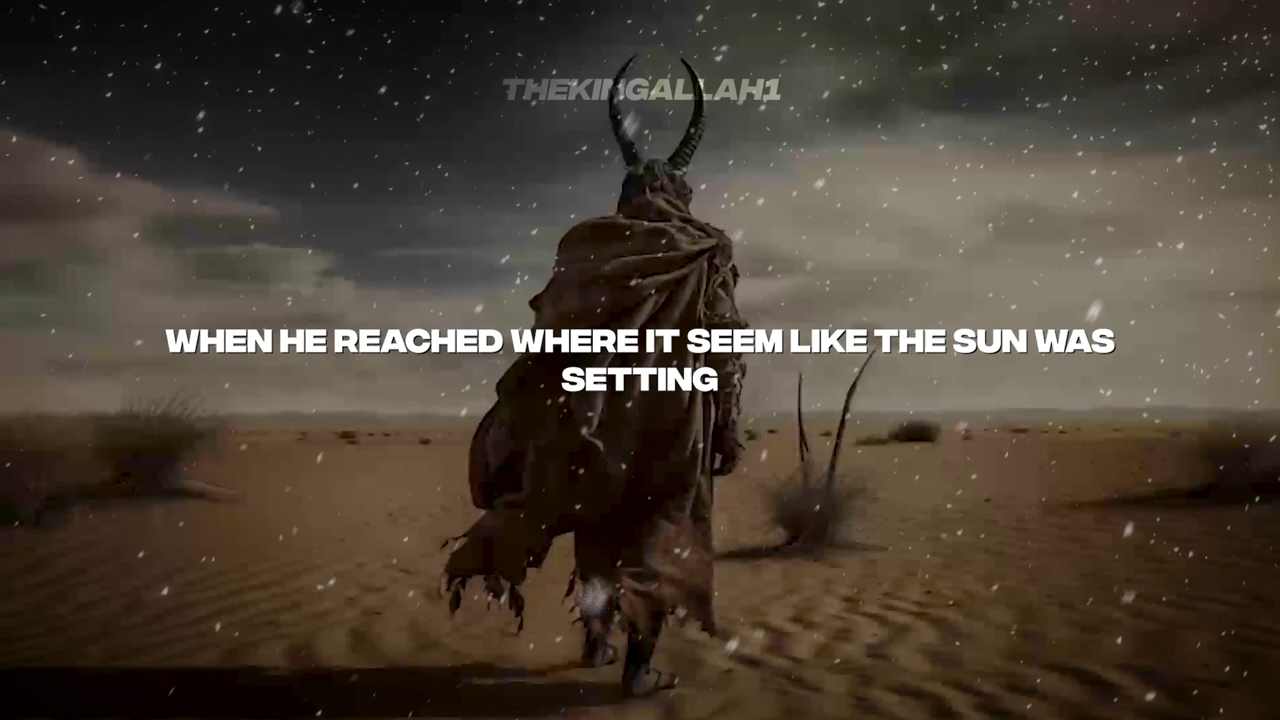 THEKINGALLAH1
WHEN HE REACHED WHERE IT SEEM LIKE THE SUN WAS
SETTING